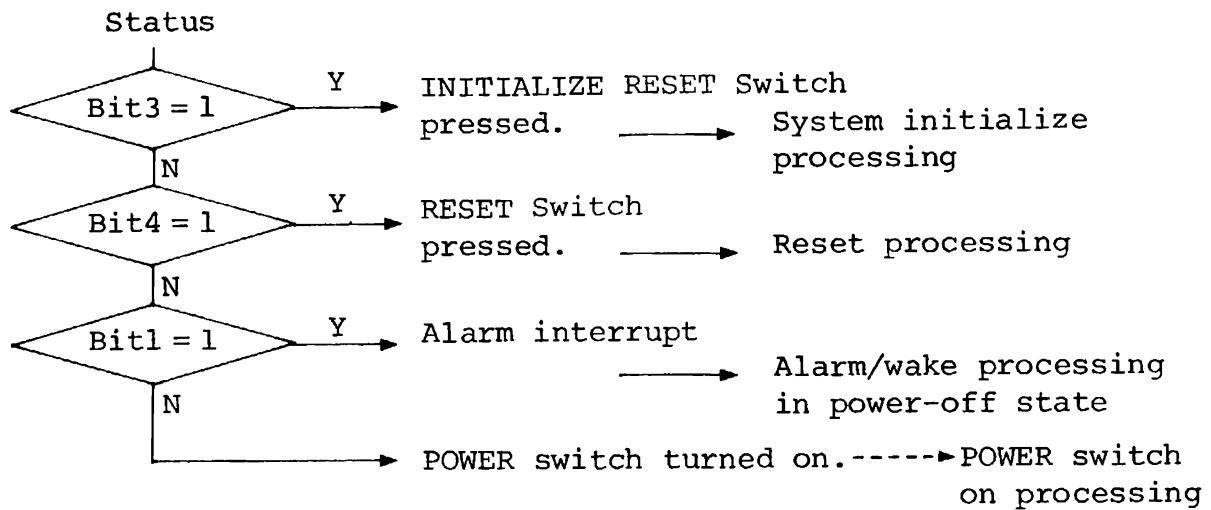 Status
Bit3 = 1
Y
INITIALIZE RESET Switch
pressed.
System initialize
processing
N
Bit4 = 1
Y
RESET Switch
pressed.
Reset processing
N
Bit1 = 1
Y
Alarm interrupt
Alarm/wake processing
in power-off state
N
POWER switch turned on.
POWER switch
on processing